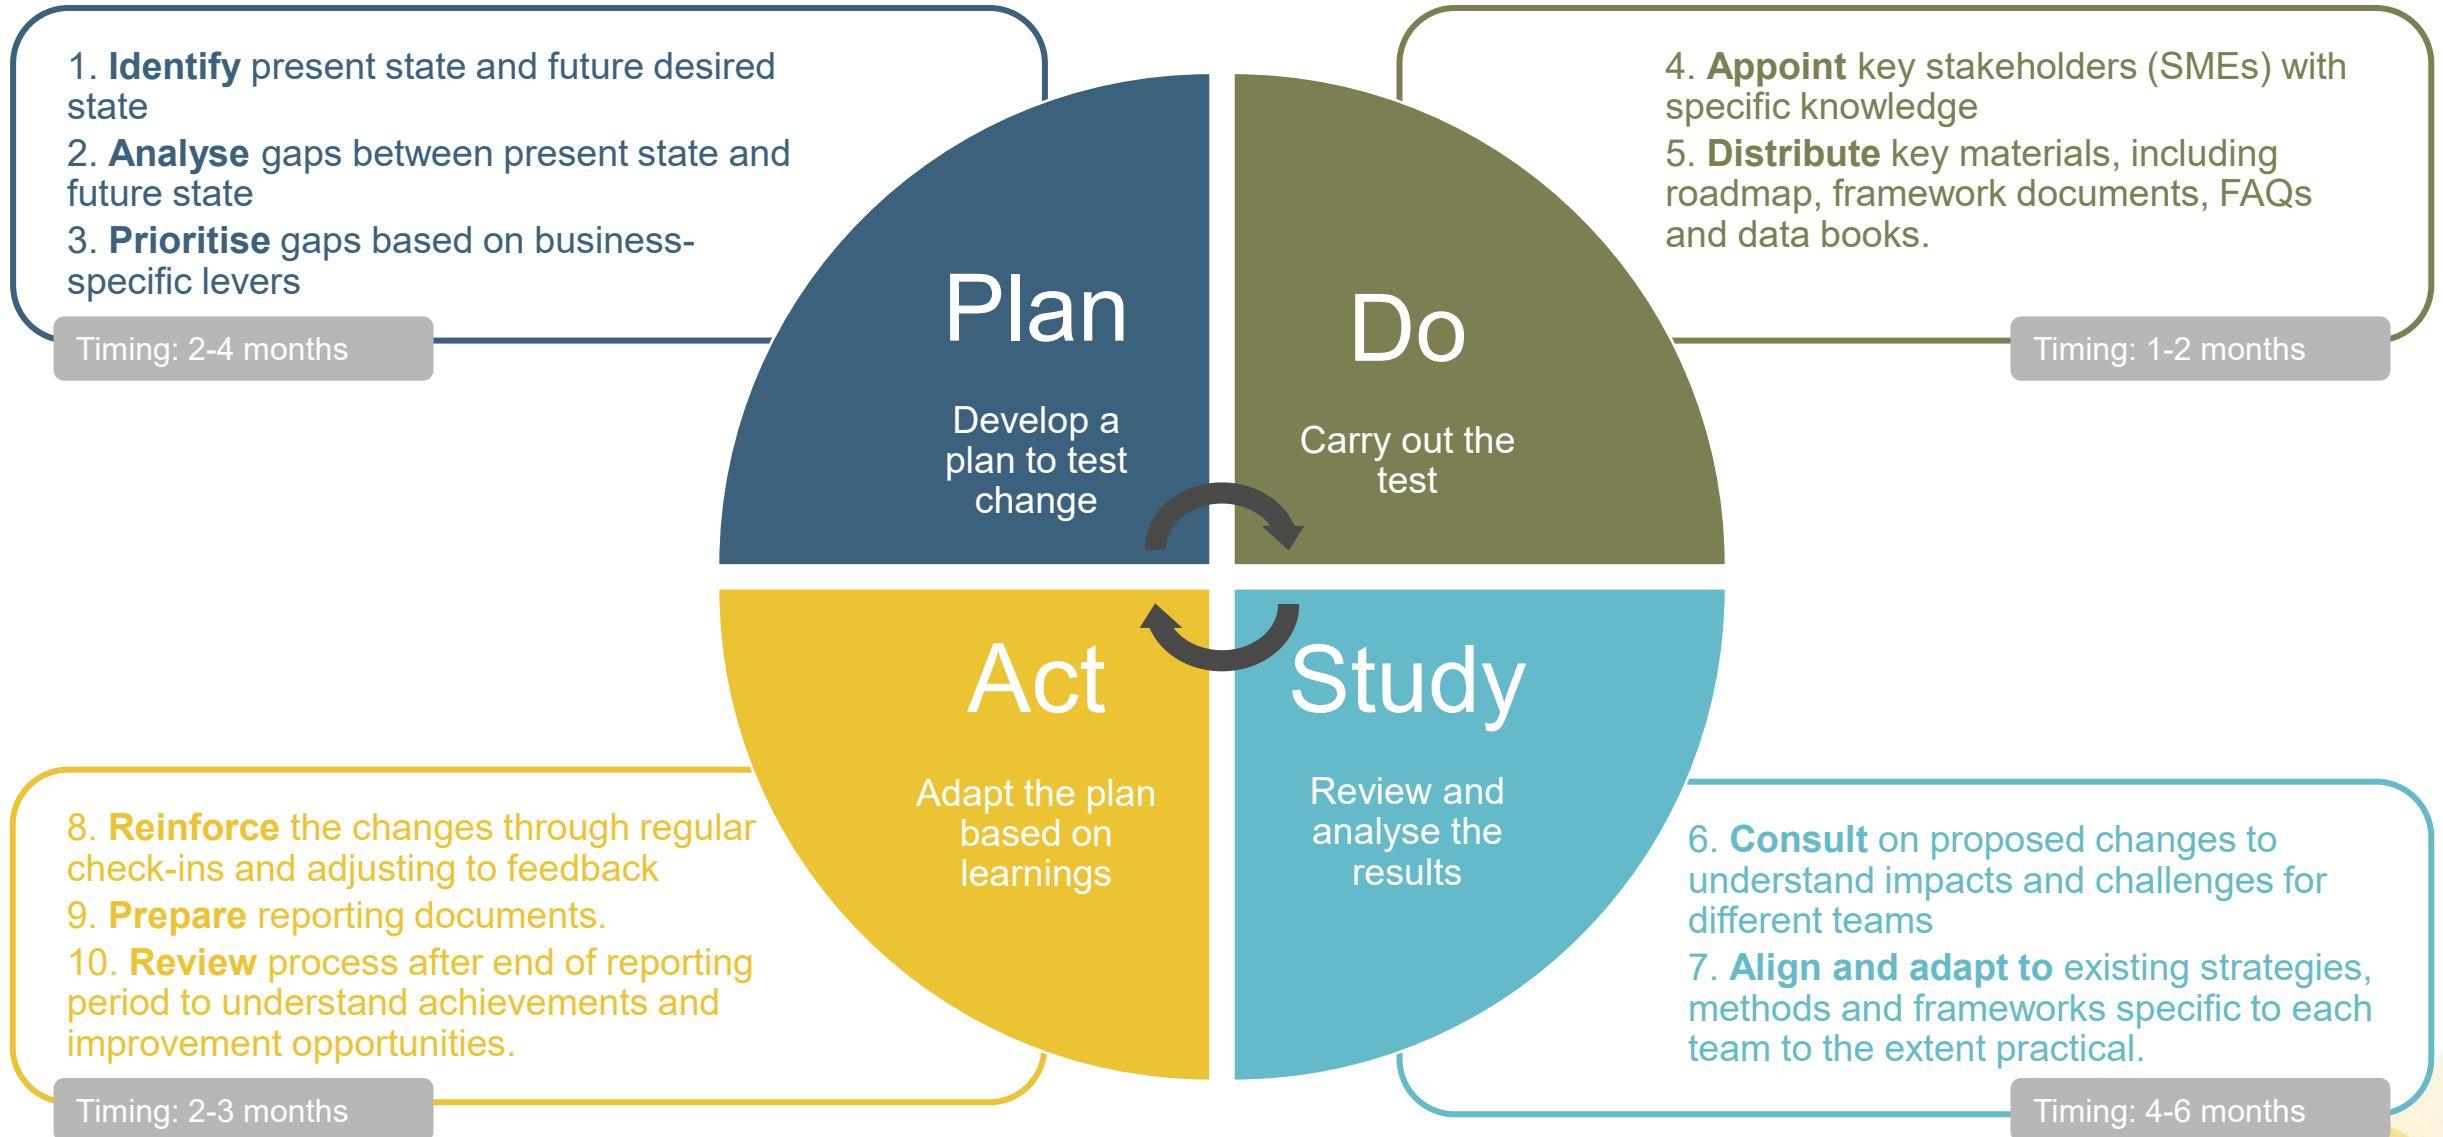 1. Identify present state and future desired
state
2. Analyse gaps between present state and
future state
3. Prioritise gaps based on business-
specific levers
Timing: 2-4 months
Plan
Develop a
plan to test
change
4. Appoint key stakeholders (SMEs) with
specific knowledge
5. Distribute key materials, including
roadmap, framework documents, FAQs
and data books.
Timing: 1-2 months
Do
Carry out the
test
Study
Review and
analyse the
results
6. Consult on proposed changes to
understand impacts and challenges for
different teams
7. Align and adapt to existing strategies,
methods and frameworks specific to each
team to the extent practical.
Timing: 4-6 months
Act
Adapt the plan
based on
learnings
8. Reinforce the changes through regular
check-ins and adjusting to feedback
9. Prepare reporting documents.
10. Review process after end of reporting
period to understand achievements and
improvement opportunities.
Timing: 2-3 months